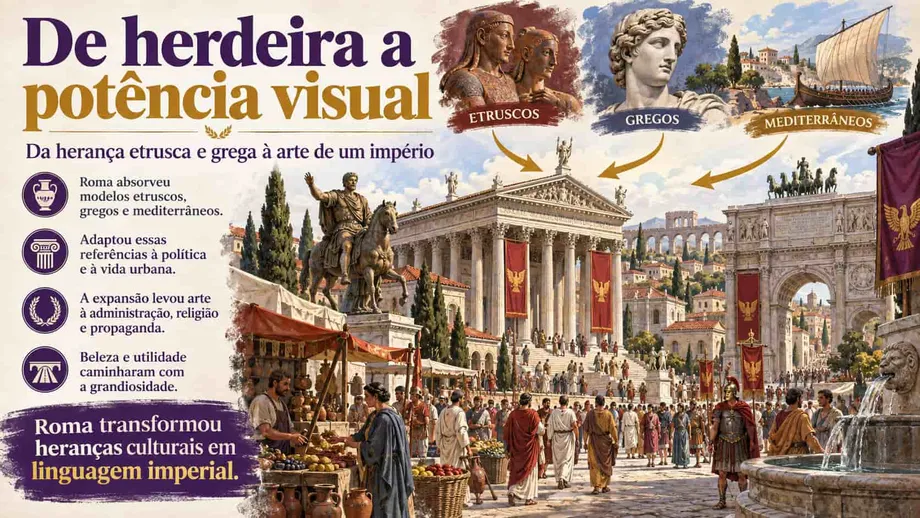 De herdeira a
potência visual
Da herança etrusca e grega à arte de um império
Roma absorveu
modelos etruscos,
gregos e mediterrâneos.
Adaptou essas
referências à política
e à vida urbana.
A expansão levou arte
à administração, religião
e propaganda.
Beleza e utilidade
caminharam com
a grandiosidade.
Roma transformou
heranças culturais em
linguagem imperial.
ETRUSCOS
GREGOS
MEDITERRÂNEOS